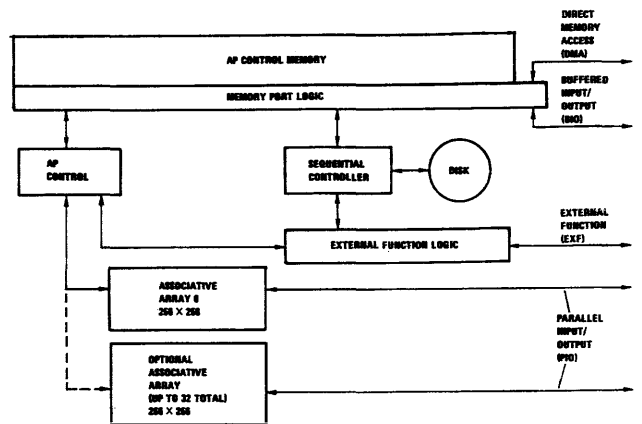 DIRECT
MEMORY
ACCESS
(DMA)
AP CONTROL MEMORY
MEMORY PORT LOGIC
BUFFERED
INPUT/
OUTPUT
(BIO)
AP
CONTROL
SEQUENTIAL
CONTROLLER
DISK
EXTERNAL
FUNCTION
(EXF)
EXTERNAL FUNCTION LOGIC
ASSOCIATIVE
ARRAY 0
256 × 256
PARALLEL
INPUT/
OUTPUT
(PIO)
OPTIONAL
ASSOCIATIVE
ARRAY
(UP TO 32 TOTAL)
256 × 256